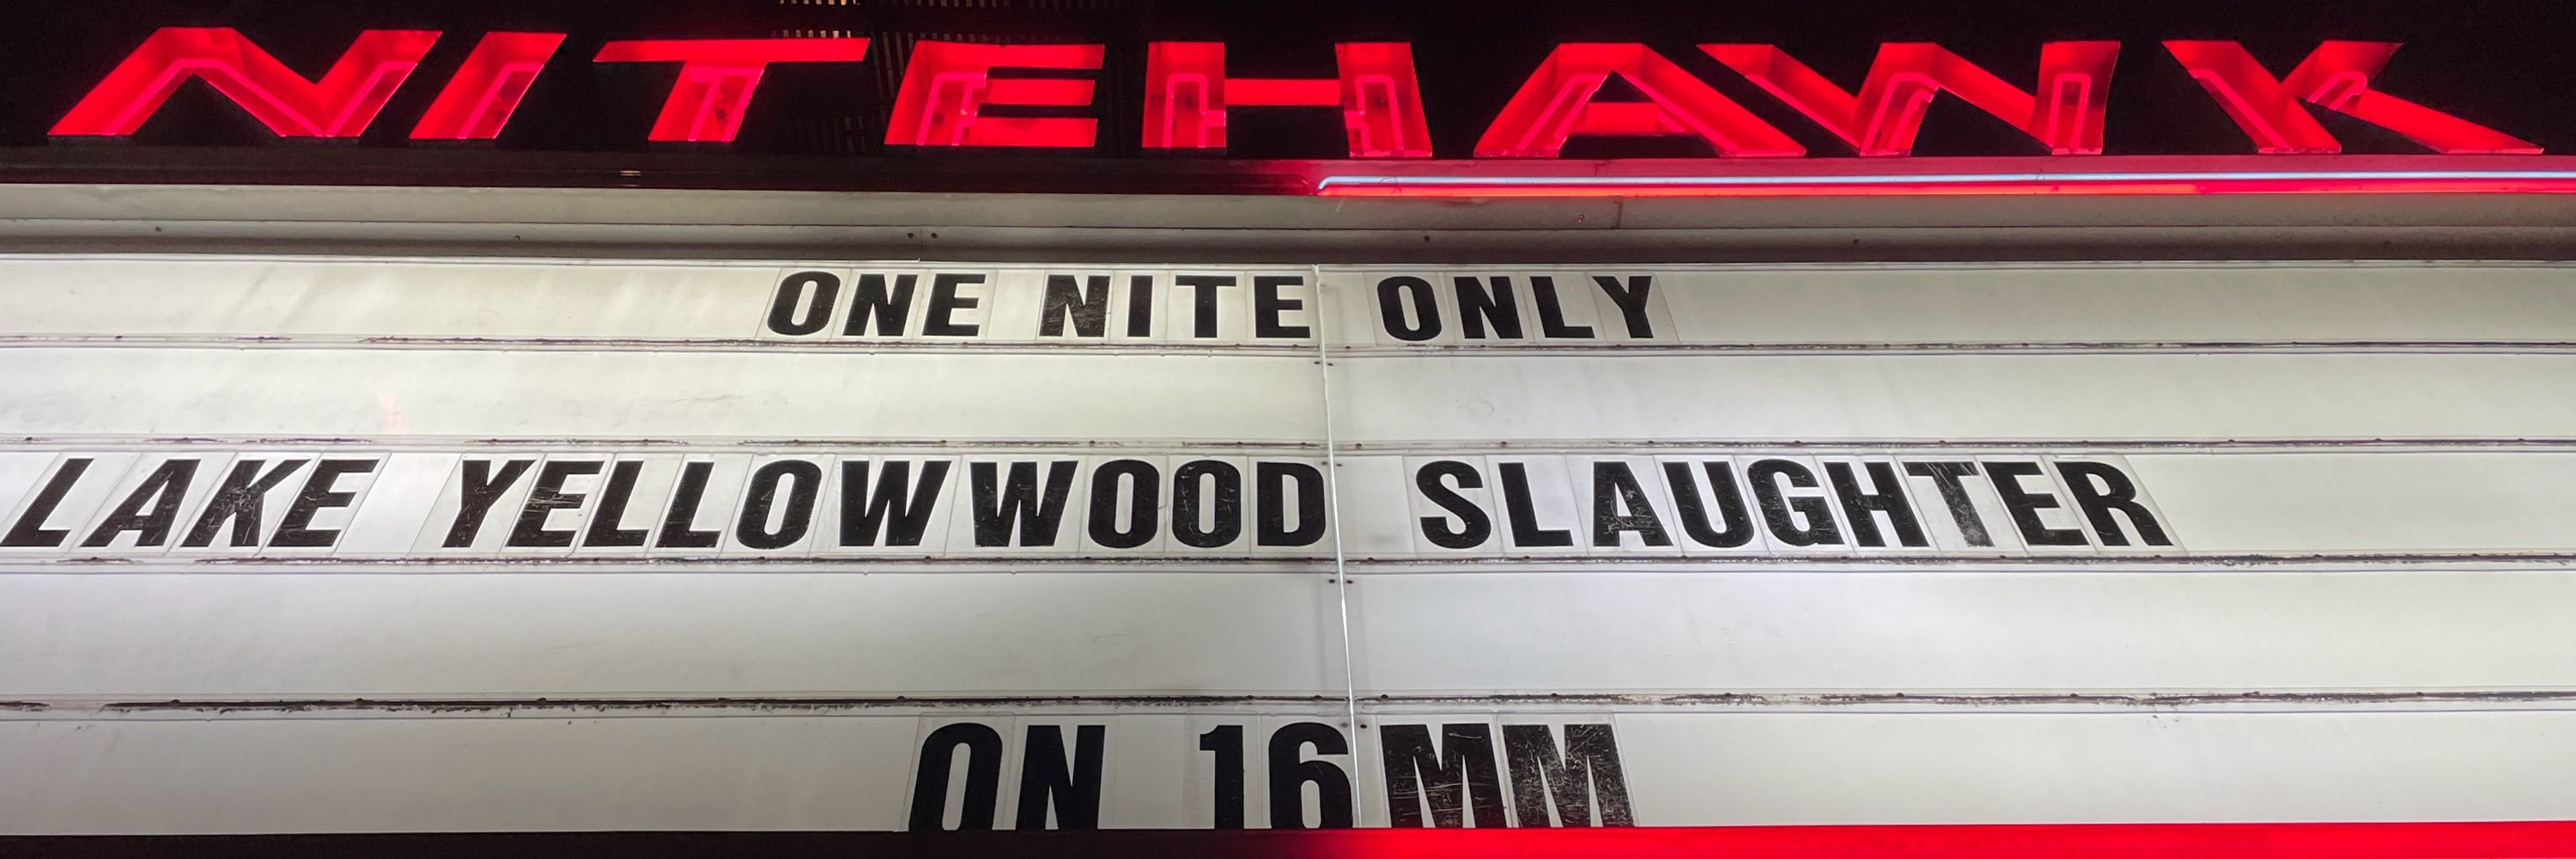 NITEHAWK
ONE NITE ONLY
LAKE YELLOWWOOD SLAUGHTER
ON 16MM